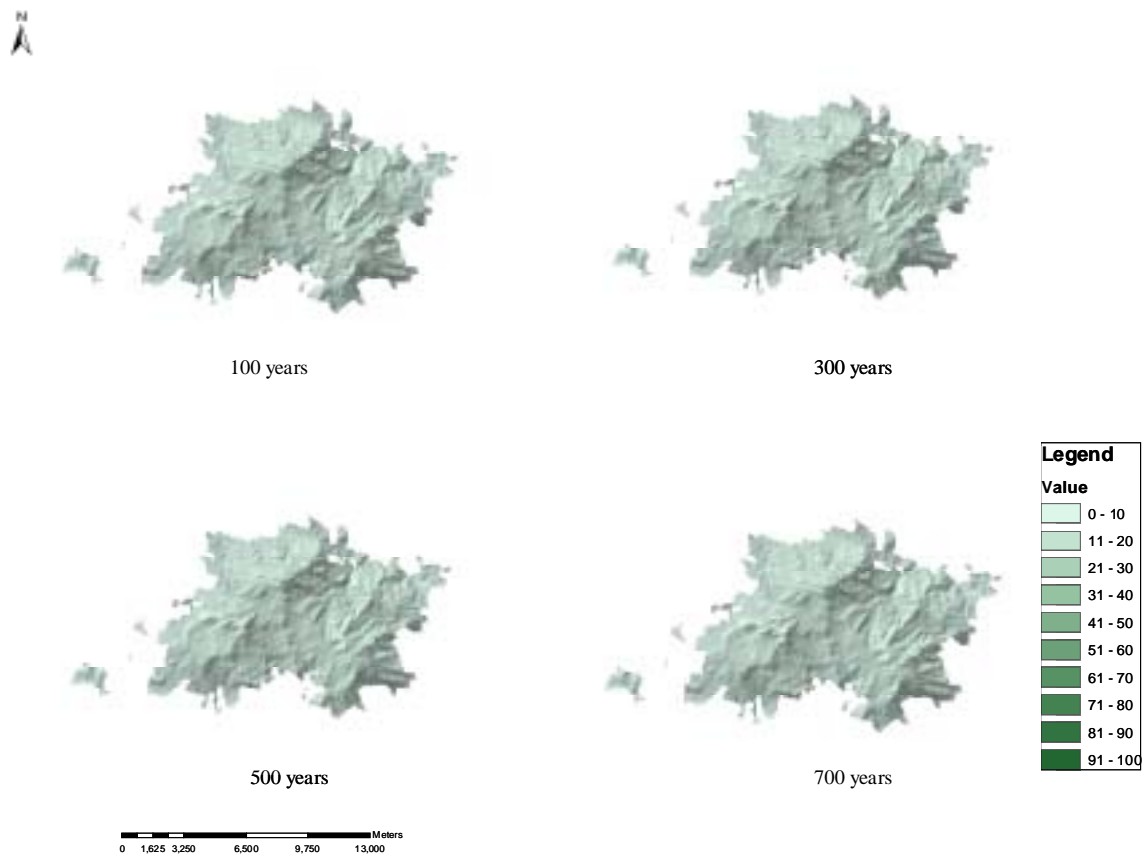 N
100 years
300 years
500 years
700 years
Legend
Value
0 - 10
11 - 20
21 - 30
31 - 40
41 - 50
51 - 60
61 - 70
71 - 80
81 - 90
91 - 100
Meters
0 1,625 3,250 6,500 9,750 13,000